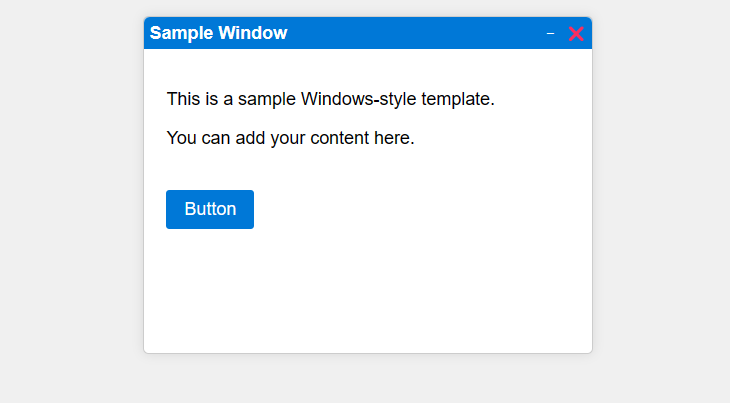 Sample Window
This is a sample Windows-style template.
You can add your content here.
Button